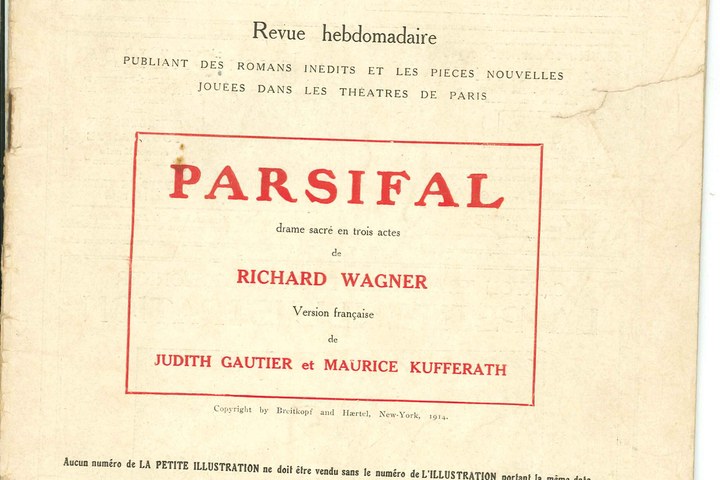 Revue hebdomadaire
PUBLIANT DES ROMANS INEDITS ET LES PIECES NOUVELLES
JOUEES DANS LES THEATRES DE PARIS
PARSIFAL
drame sacré en trois actes
de
RICHARD WAGNER
Version française
de
JUDITH GAUTIER et MAURICE KUFFERATH
Copyright by Breitkopf and Hærtel, New-York, 1914.
Aucun numéro de LA PETITE ILLUSTRATION ne doit être vendu sans le numéro de L'ILLUSTRATION portant la même date